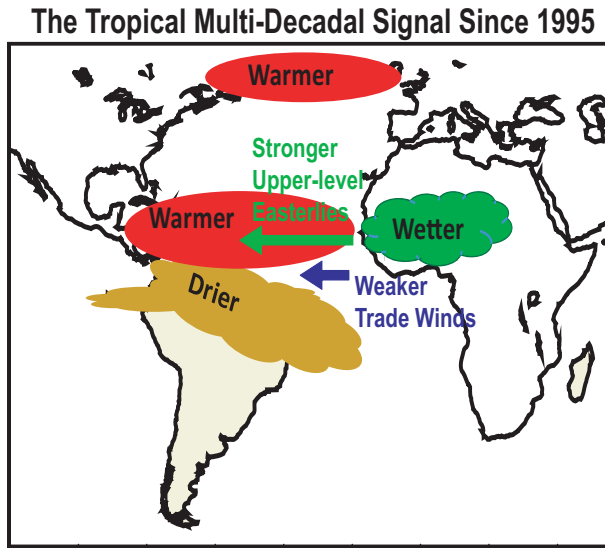 The Tropical Multi-Decadal Signal Since 1995
Warmer
Stronger
Upper-level
Easterlies
Warmer
Wetter
Drier
Weaker
Trade Winds